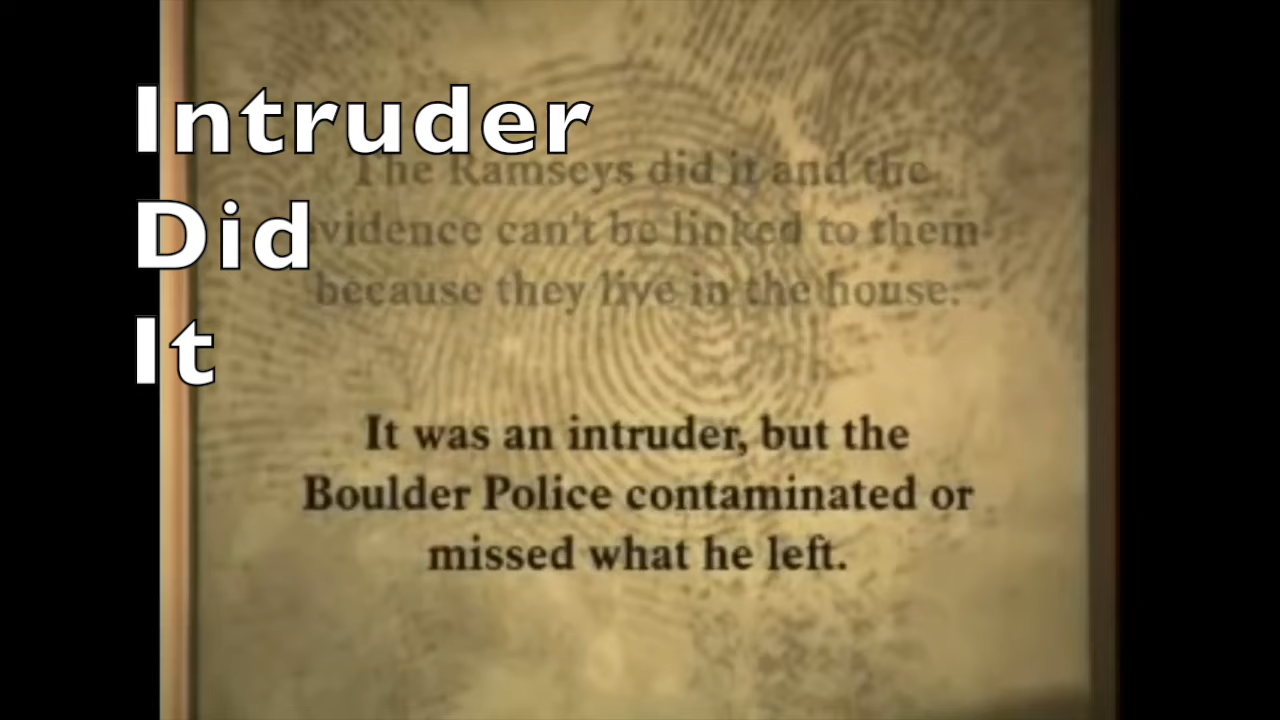 Intruder
Did
It
The Ramseys did it and the
evidence can't be linked to them-
because they live in the house.
It was an intruder, but the
Boulder Police contaminated or
missed what he left.